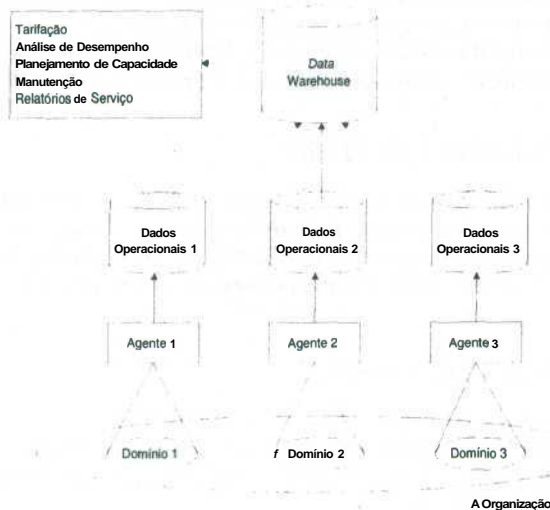 Tarifação
Análise de Desempenho
Planejamento de Capacidade
Manutenção
Relatórios de Serviço
Data
Warehouse
Dados
Operacionais 1
Dados
Operacionais 2
Dados
Operacionais 3
Agente 1
Agente 2
Agente 3
Domínio 1
f Domínio 2
Domínio 3
A Organização